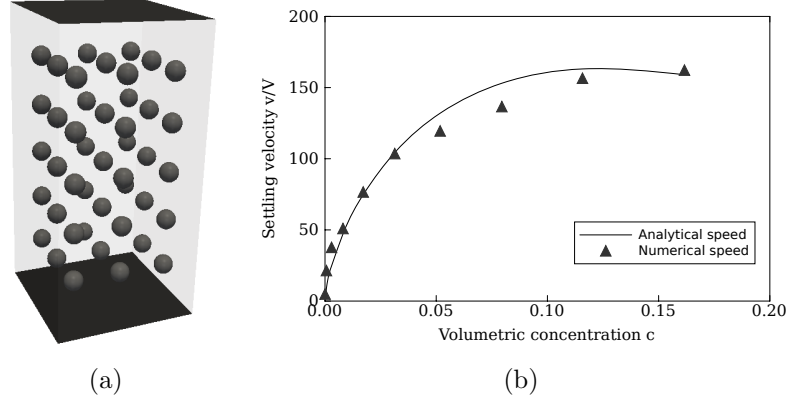 200
150
100
50
0
Settling velocity v/V
0.00
0.05
0.10
0.15
0.20
Volumetric concentration c
Analytical speed
Numerical speed
(a)
(b)